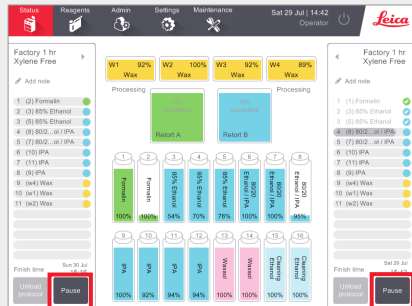 Status Reagents Admin Settings Maintenance Sat 29 Jul | 14:42
Operator
Leica
Factory 1 hr
Xylene Free
Add note
1 (2) Formalin
2 (3) 85% Ethanol
3 (5) 85% Ethanol
4 (8) 80/2...ol / IPA
5 (7) 80/2...ol / IPA
6 (10) IPA
7 (11) IPA
8 (9) IPA
9 (w4) Wax
10 (w1) Wax
11 (w2) Wax
Finish time Sun 30 Jul
Unload protocol
Pause
W1 92% Wax
W2 100% Wax
W3 92% Wax
W4 89% Wax
Processing
Processing
Retort A
Retort B
1 2 3 4 5 6 7 8
Formalin 100%
Formalin 100%
85% Ethanol 54%
85% Ethanol 70%
85% Ethanol 76%
80/20 Ethanol / IPA 100%
80/20 Ethanol / IPA 100%
80/20 Ethanol / IPA 95%
9 10 11 12 13 14 15 16
IPA 100%
IPA 92%
IPA 94%
IPA 94%
Waxsol 100%
Waxsol 100%
Cleaning Ethanol 100%
Cleaning Ethanol 100%
Factory 1 hr
Xylene Free
Add note
1 (1) Formalin
2 (3) 85% Ethanol
3 (5) 85% Ethanol
4 (8) 80/2...ol / IPA
5 (7) 80/2...ol / IPA
6 (10) IPA
7 (11) IPA
8 (9) IPA
9 (w4) Wax
10 (w1) Wax
11 (w2) Wax
Finish time Sat 29 Jul
Unload protocol
Pause